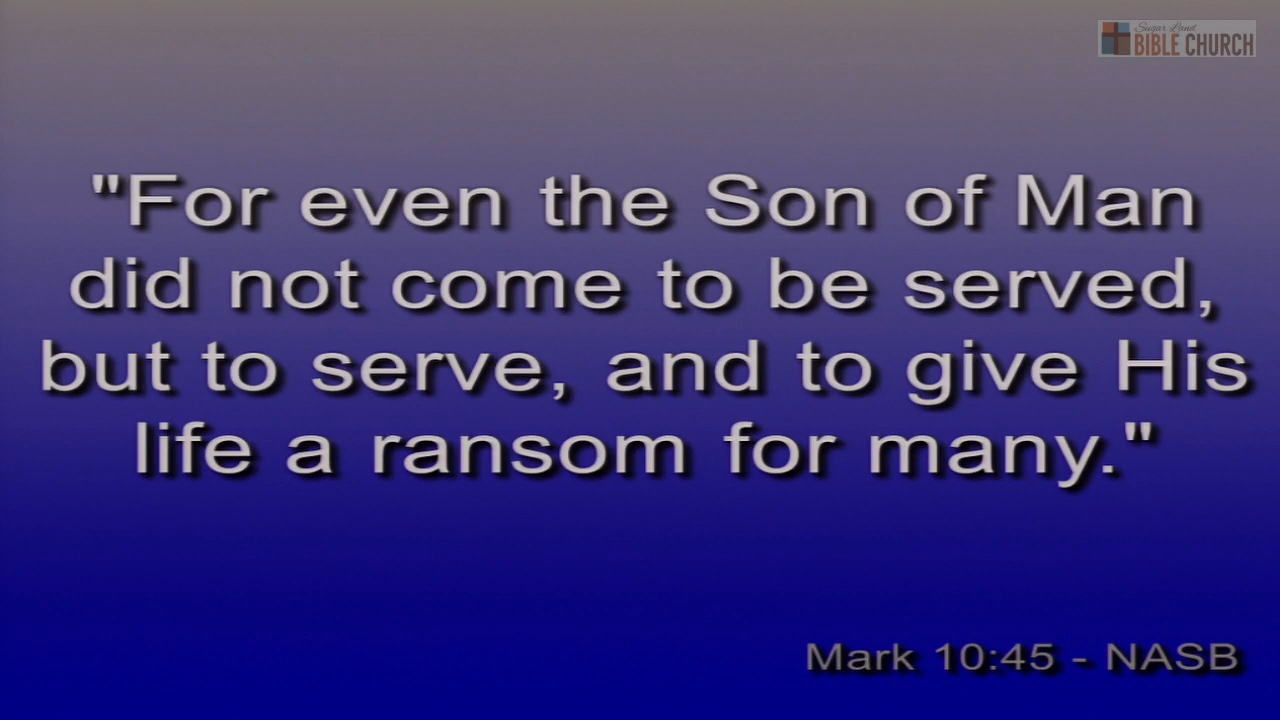 Sugar Land
BIBLE CHURCH
"For even the Son of Man
did not come to be served,
but to serve, and to give His
life a ransom for many."
Mark 10:45 - NASB